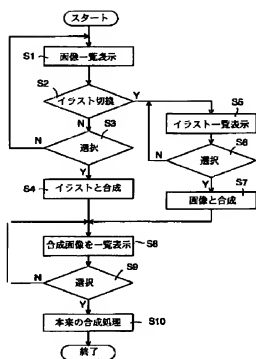 スタート
S1
画像一覧表示
S2
イラスト切換
Y
N
S3
S5
イラスト一覧表示
N
選択
Y
N
S6
選択
Y
S4
イラストと合成
S7
画像と合成
S8
合成画像を一覧表示
S9
N
選択
Y
S10
本来の合成処理
終了